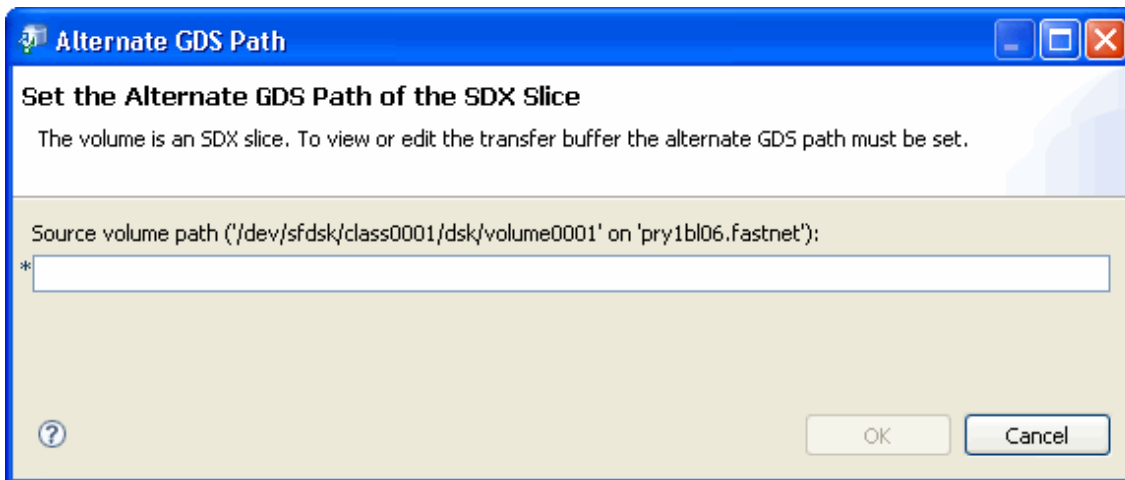 Alternate GDS Path
Set the Alternate GDS Path of the SDX Slice
The volume is an SDX slice. To view or edit the transfer buffer the alternate GDS path must be set.
Source volume path ('/dev/sfdsk/class0001/dsk/volume0001' on 'pry1bl06.fastnet'):
*
?
OK
Cancel